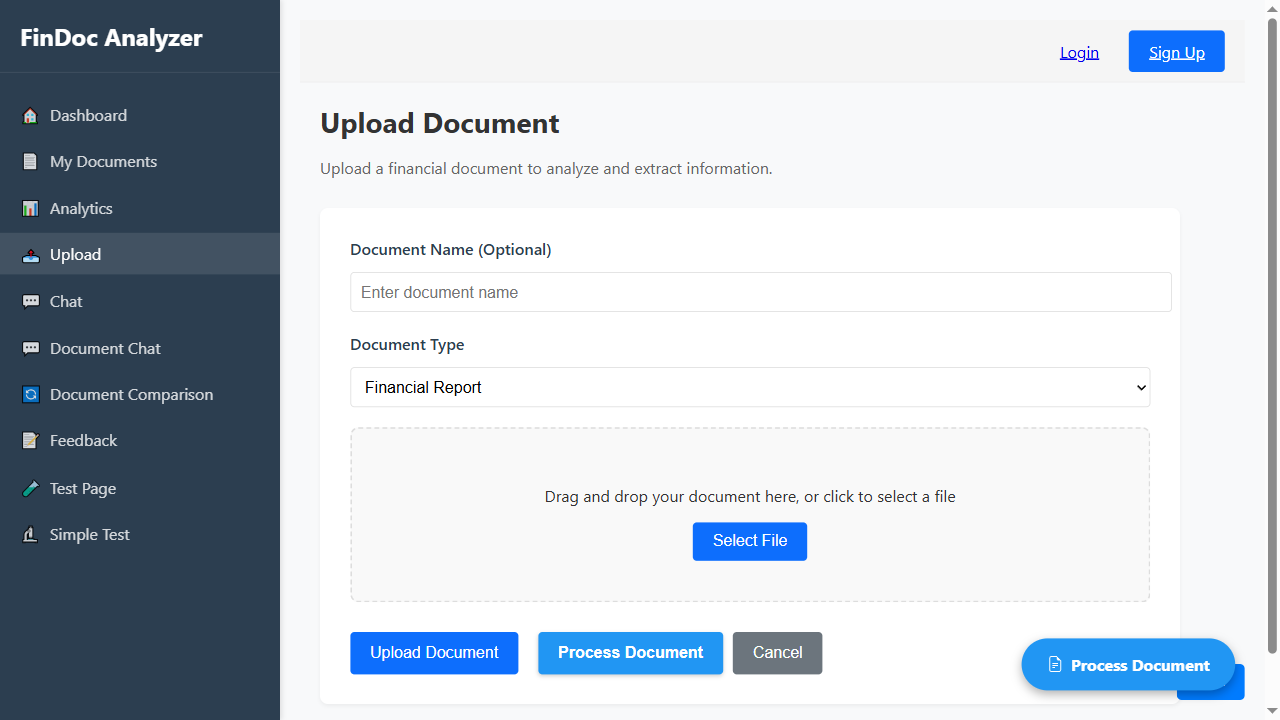 FinDoc Analyzer
Dashboard
My Documents
Analytics
Upload
Chat
Document Chat
Document Comparison
Feedback
Test Page
Simple Test
Login
Sign Up
Upload Document
Upload a financial document to analyze and extract information.
Document Name (Optional)
Enter document name
Document Type
Financial Report
Drag and drop your document here, or click to select a file
Select File
Upload Document
Process Document
Cancel
Process Document